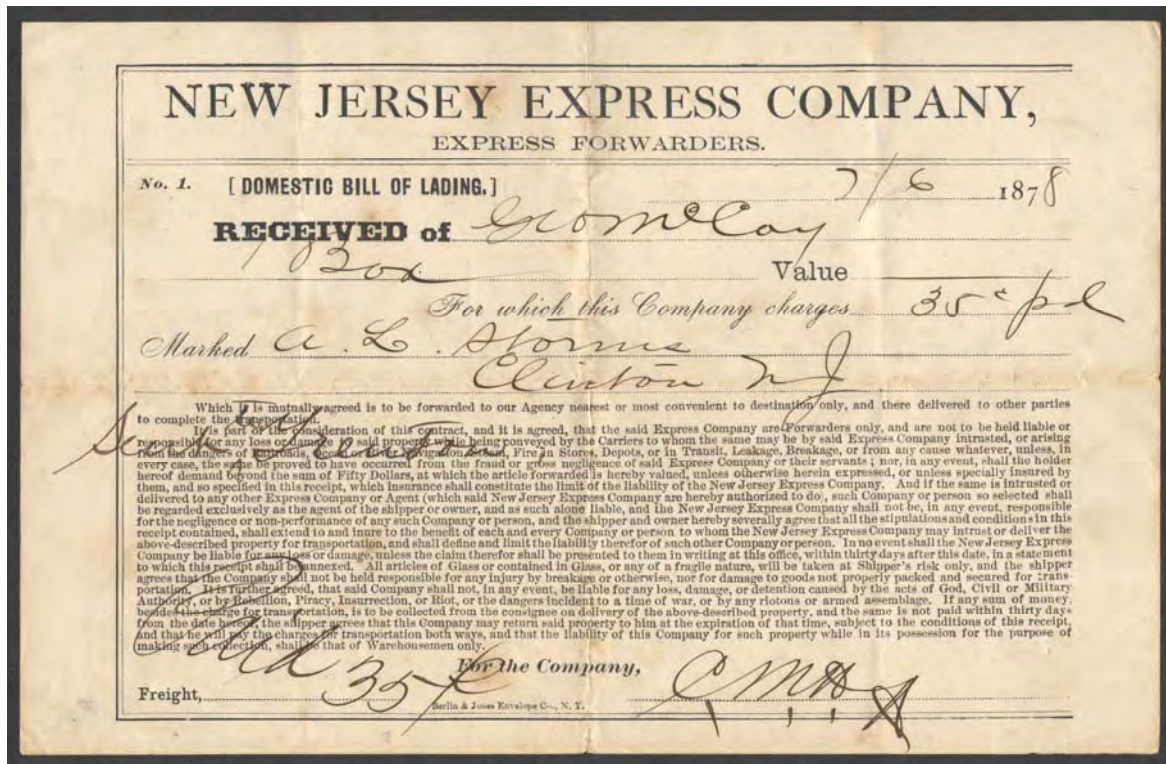 NEW JERSEY EXPRESS COMPANY,
EXPRESS FORWARDERS.
No. 1. [DOMESTIC BILL OF LADING.] 7/6 1878
RECEIVED of Geo McCoy
1 Box Value
For which this Company charges 35c pd
Marked A. L. Storms
Clinton NJ
Which it is mutually agreed is to be forwarded to our Agency nearest or most convenient to destination only, and there delivered to other parties
to complete the transportation.
It is part of the consideration of this contract, and it is agreed, that the said Express Company are Forwarders only, and are not to be held liable or
responsible for any loss or damage to said property while being conveyed by the Carriers to whom the same may be by said Express Company intrusted, or arising
from the dangers of Railroads, Ocean or River Navigation, Steam, Fire in Stores, Depots, or in Transit, Leakage, Breakage, or from any cause whatever, unless, in
every case, the same be proved to have occurred from the fraud or gross negligence of said Express Company or their servants; nor, in any event, shall the holder
hereof demand beyond the sum of Fifty Dollars, at which the article forwarded is hereby valued, unless otherwise herein expressed, or unless specially insured by
them, and so specified in this receipt, which insurance shall constitute the limit of the liability of the New Jersey Express Company. And if the same is intrusted or
delivered to any other Express Company or Agent (which said New Jersey Express Company are hereby authorized to do), such Company or person so selected shall
be regarded exclusively as the agent of the shipper or owner, and as such alone liable, and the New Jersey Express Company shall not be, in any event, responsible
for the negligence or non-performance of any such Company or person, and the shipper and owner hereby severally agree that all the stipulations and conditions in this
receipt contained, shall extend to and inure to the benefit of each and every Company or person to whom the New Jersey Express Company may intrust or deliver the
above-described property for transportation, and shall define and limit the liability therefor of such other Company or person. In no event shall the New Jersey Express
Company be liable for any loss or damage, unless the claim therefor shall be presented to them in writing at this office, within thirty days after this date, in a statement
to which this receipt shall be annexed. All articles of Glass or contained in Glass, or any of a fragile nature, will be taken at Shipper's risk only, and the shipper
agrees that the Company shall not be held responsible for any injury by breakage or otherwise, nor for damage to goods not properly packed and secured for trans-
portation. It is further agreed, that said Company shall not, in any event, be liable for any loss, damage, or detention caused by the acts of God, Civil or Military
Authority, or by Rebellion, Piracy, Insurrection, or Riot, or the dangers incident to a time of war, or by any riotous or armed assemblage. If any sum of money,
besides the charge for transportation, is to be collected from the consignee on delivery of the above-described property, and the same is not paid within thirty days
from the date hereof, the shipper agrees that this Company may return said property to him at the expiration of that time, subject to the conditions of this receipt,
and that he will pay the charges for transportation both ways, and that the liability of this Company for such property while in its possession for the purpose of
making such collection, shall be that of Warehousemen only.
Paid 35c
For the Company,
Freight,
Berlin & Jones Envelope Co., N. Y.